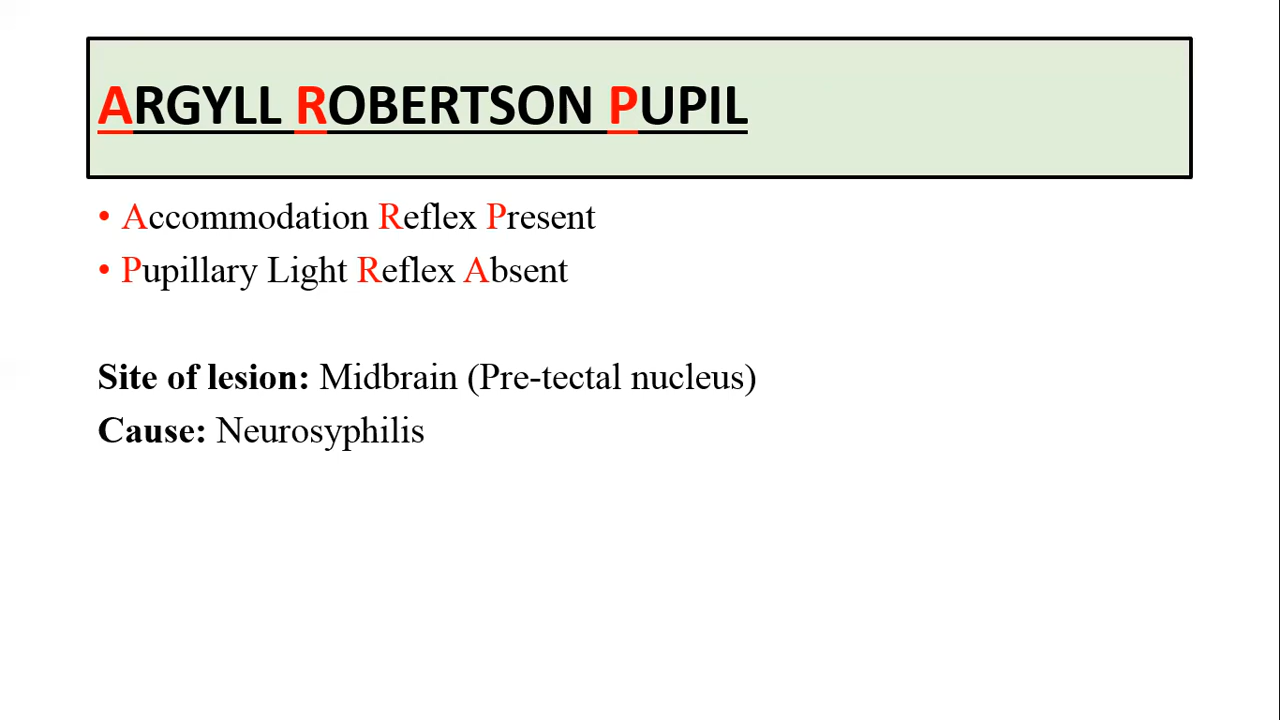 ARGYLL ROBERTSON PUPIL
• Accommodation Reflex Present
• Pupillary Light Reflex Absent
Site of lesion: Midbrain (Pre-tectal nucleus)
Cause: Neurosyphilis